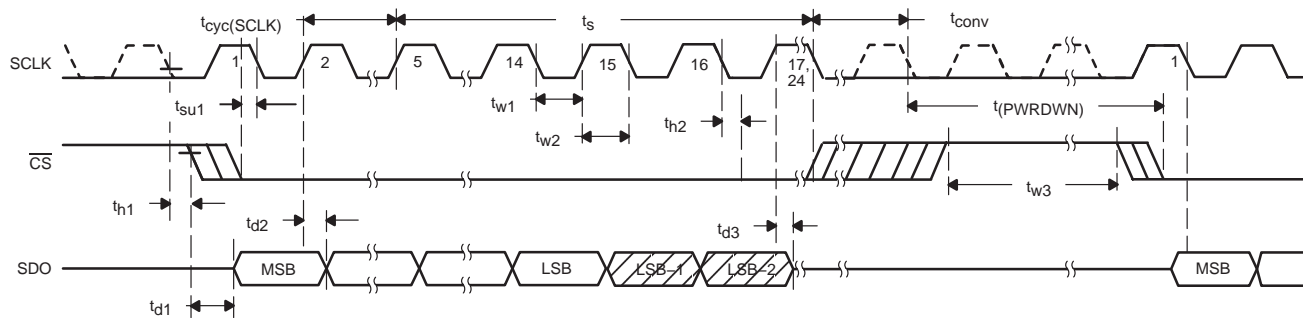 tcyc(SCLK) ts tconv
SCLK 1 2 5 14 15 16 17, 24 1
tsu1 tw1 tw2 th2 t(PWRDWN)
CS
th1 td2 td3 tw3
SDO MSB LSB LSB–1 LSB–2 MSB
td1